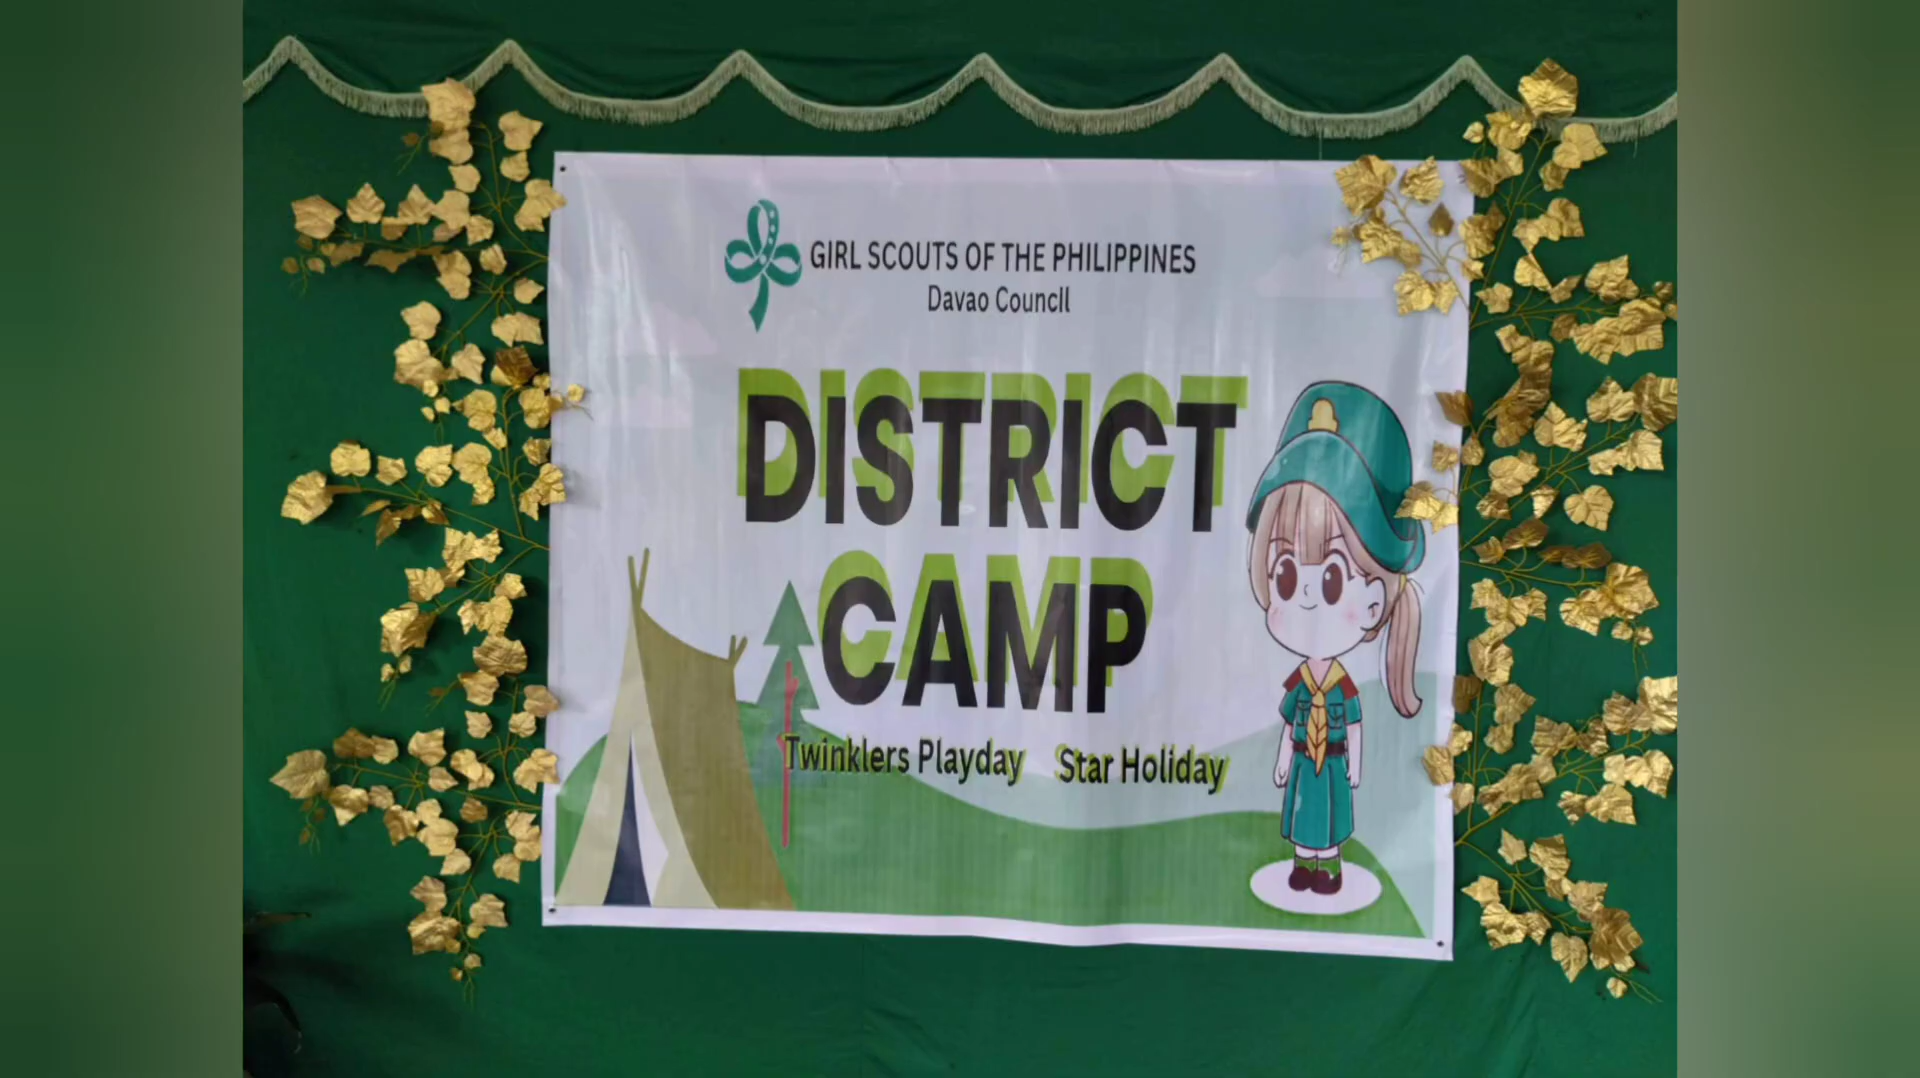 GIRL SCOUTS OF THE PHILIPPINES
Davao Council
DISTRICT
CAMP
Twinklers Playday Star Holiday